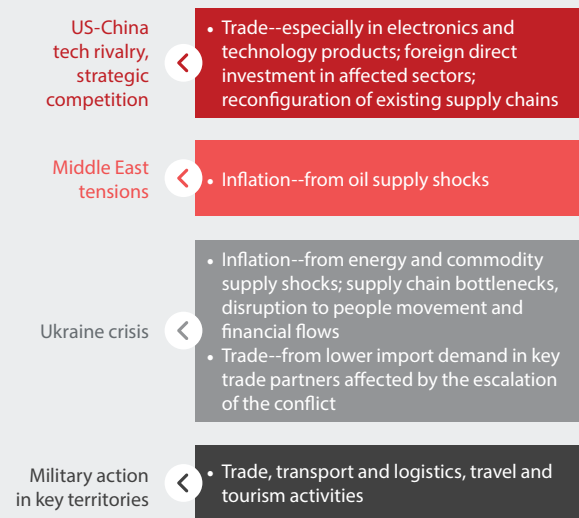 US-China
tech rivalry,
strategic
competition
• Trade--especially in electronics and
technology products; foreign direct
investment in affected sectors;
reconfiguration of existing supply chains
Middle East
tensions
• Inflation--from oil supply shocks
Ukraine crisis
• Inflation--from energy and commodity
supply shocks; supply chain bottlenecks,
disruption to people movement and
financial flows
• Trade--from lower import demand in key
trade partners affected by the escalation
of the conflict
Military action
in key territories
• Trade, transport and logistics, travel and
tourism activities